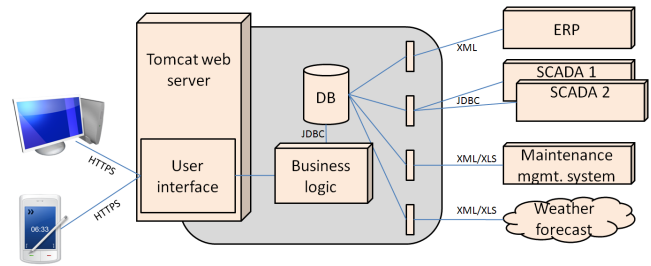 Tomcat web
server
User
interface
HTTPS
HTTPS
06:33
DB
JDBC
Business
logic
XML
ERP
JDBC
SCADA 1
SCADA 2
XML/XLS
Maintenance
mgmt. system
XML/XLS
Weather
forecast